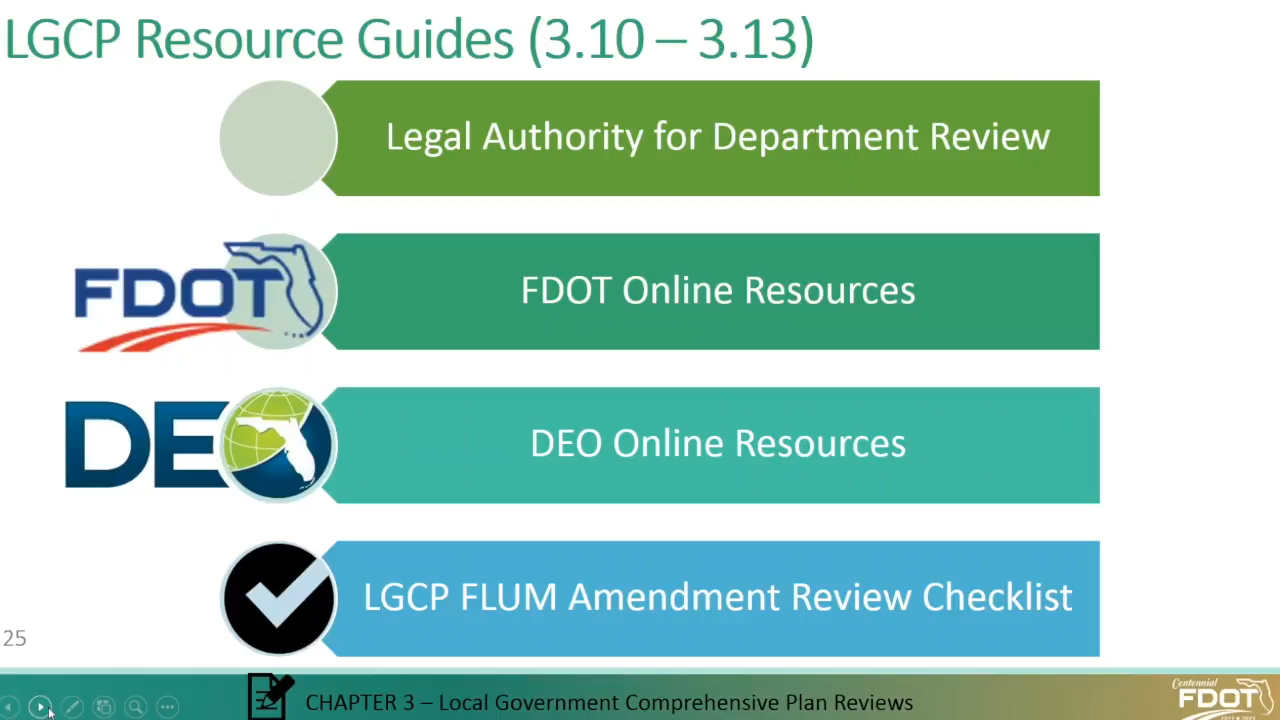 LGCP Resource Guides (3.10 – 3.13)
Legal Authority for Department Review
FDOT
FDOT Online Resources
DEO
DEO Online Resources
LGCP FLUM Amendment Review Checklist
25
CHAPTER 3 – Local Government Comprehensive Plan Reviews
Centennial
FDOT